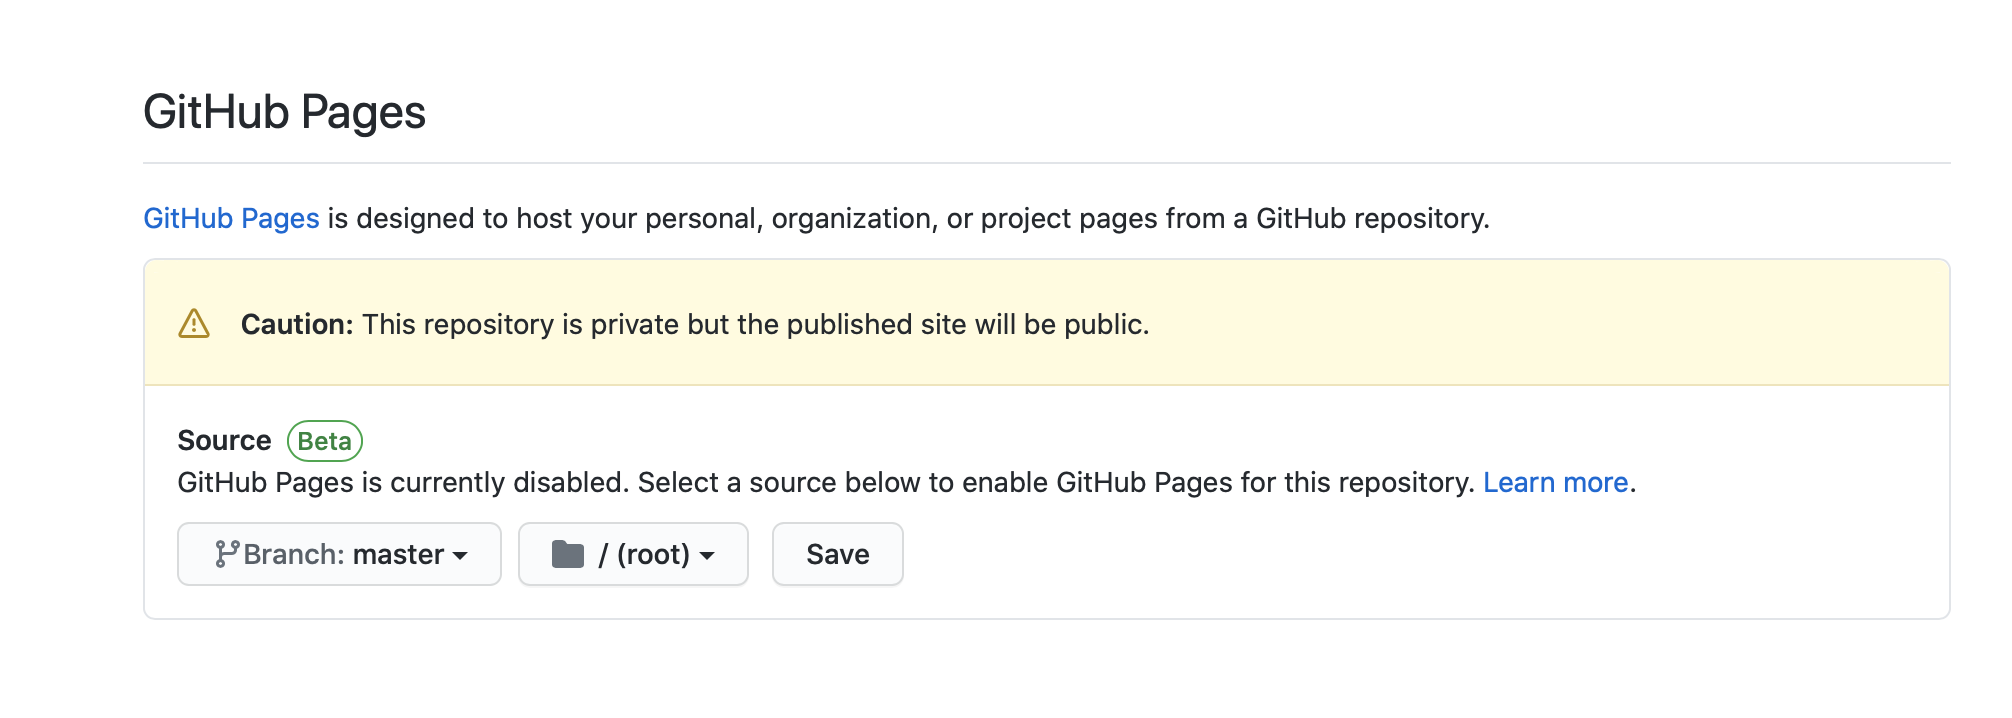 GitHub Pages
GitHub Pages is designed to host your personal, organization, or project pages from a GitHub repository.
Caution: This repository is private but the published site will be public.
Source Beta
GitHub Pages is currently disabled. Select a source below to enable GitHub Pages for this repository. Learn more.
Branch: master / (root) Save